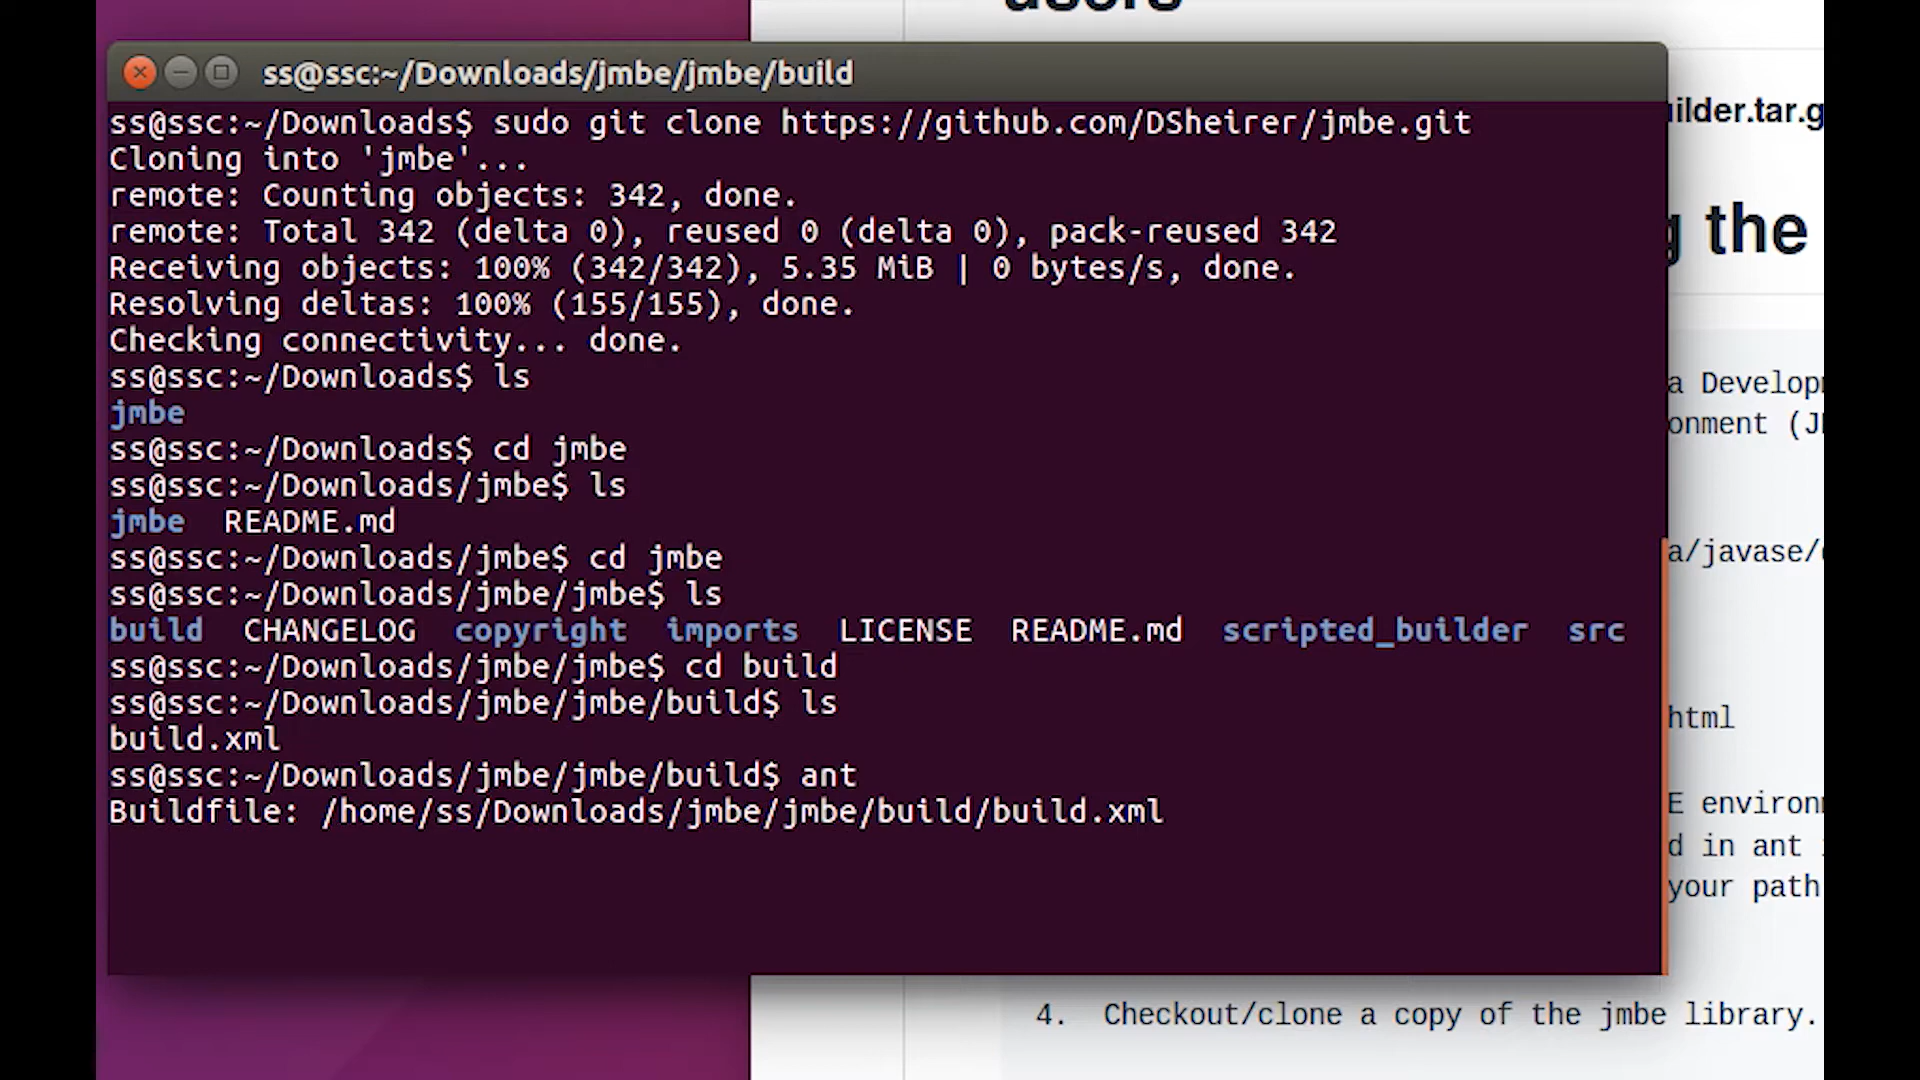 users
ss@ssc:~/Downloads/jmbe/jmbe/build
ss@ssc:~/Downloads$ sudo git clone https://github.com/DSheirer/jmbe.git
Cloning into 'jmbe'...
remote: Counting objects: 342, done.
remote: Total 342 (delta 0), reused 0 (delta 0), pack-reused 342
Receiving objects: 100% (342/342), 5.35 MiB | 0 bytes/s, done.
Resolving deltas: 100% (155/155), done.
Checking connectivity... done.
ss@ssc:~/Downloads$ ls
jmbe
ss@ssc:~/Downloads$ cd jmbe
ss@ssc:~/Downloads/jmbe$ ls
jmbe  README.md
ss@ssc:~/Downloads/jmbe$ cd jmbe
ss@ssc:~/Downloads/jmbe/jmbe$ ls
build  CHANGELOG  copyright  imports  LICENSE  README.md  scripted_builder  src
ss@ssc:~/Downloads/jmbe/jmbe$ cd build
ss@ssc:~/Downloads/jmbe/jmbe/build$ ls
build.xml
ss@ssc:~/Downloads/jmbe/jmbe/build$ ant
Buildfile: /home/ss/Downloads/jmbe/jmbe/build/build.xml
ilder.tar.g
g the
a Develop
onment (J
a/javase/
html
E environ
d in ant
your path
4.  Checkout/clone a copy of the jmbe library.